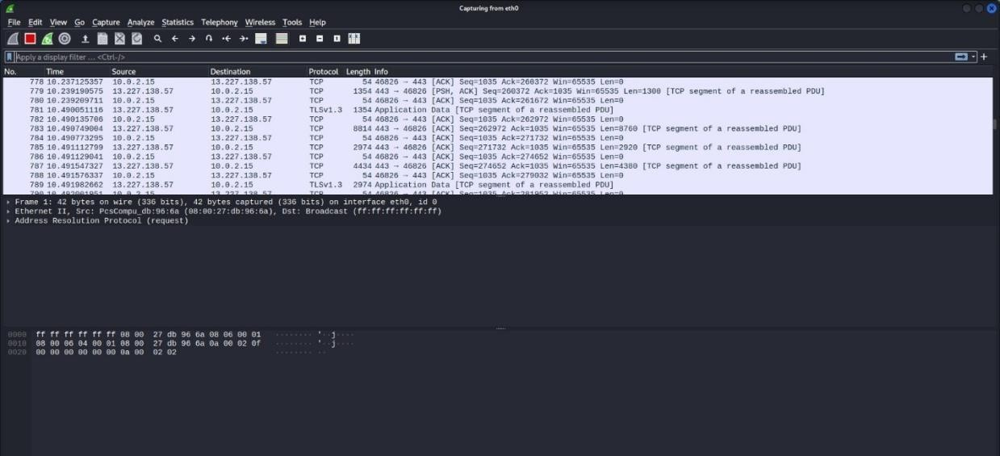 Capturing from eth0
File Edit View Go Capture Analyze Statistics Telephony Wireless Tools Help
Apply a display filter ... <Ctrl-/>
No. Time Source Destination Protocol Length Info
778 10.237125357 10.0.2.15 13.227.138.57 TCP 54 46826 → 443 [ACK] Seq=1035 Ack=260372 Win=65535 Len=0
779 10.239190575 13.227.138.57 10.0.2.15 TCP 1354 443 → 46826 [PSH, ACK] Seq=260372 Ack=1035 Win=65535 Len=1300 [TCP segment of a reassembled PDU]
780 10.239209711 10.0.2.15 13.227.138.57 TCP 54 46826 → 443 [ACK] Seq=1035 Ack=261672 Win=65535 Len=0
781 10.490051116 13.227.138.57 10.0.2.15 TLSv1.3 1354 Application Data [TCP segment of a reassembled PDU]
782 10.490135706 10.0.2.15 13.227.138.57 TCP 54 46826 → 443 [ACK] Seq=1035 Ack=262972 Win=65535 Len=0
783 10.490749004 13.227.138.57 10.0.2.15 TCP 8814 443 → 46826 [ACK] Seq=262972 Ack=1035 Win=65535 Len=8760 [TCP segment of a reassembled PDU]
784 10.490773295 10.0.2.15 13.227.138.57 TCP 54 46826 → 443 [ACK] Seq=1035 Ack=271732 Win=65535 Len=0
785 10.491112799 13.227.138.57 10.0.2.15 TCP 2974 443 → 46826 [ACK] Seq=271732 Ack=1035 Win=65535 Len=2920 [TCP segment of a reassembled PDU]
786 10.491129041 10.0.2.15 13.227.138.57 TCP 54 46826 → 443 [ACK] Seq=1035 Ack=274652 Win=65535 Len=0
787 10.491547327 13.227.138.57 10.0.2.15 TCP 4434 443 → 46826 [ACK] Seq=274652 Ack=1035 Win=65535 Len=4380 [TCP segment of a reassembled PDU]
788 10.491576337 10.0.2.15 13.227.138.57 TCP 54 46826 → 443 [ACK] Seq=1035 Ack=279032 Win=65535 Len=0
789 10.491982662 13.227.138.57 10.0.2.15 TLSv1.3 2974 Application Data [TCP segment of a reassembled PDU]
790 10.492001951 10.0.2.15 13.227.138.57 TCP 54 46826 → 443 [ACK] Seq=1035 Ack=281952 Win=65535 Len=0
Frame 1: 42 bytes on wire (336 bits), 42 bytes captured (336 bits) on interface eth0, id 0
Ethernet II, Src: PcsCompu_db:96:6a (08:00:27:db:96:6a), Dst: Broadcast (ff:ff:ff:ff:ff:ff)
Address Resolution Protocol (request)
0000 ff ff ff ff ff ff 08 00 27 db 96 6a 08 06 00 01 ········ '··j····
0010 08 00 06 04 00 01 08 00 27 db 96 6a 0a 00 02 0f ········ '··j····
0020 00 00 00 00 00 00 0a 00 02 02 ········ ··